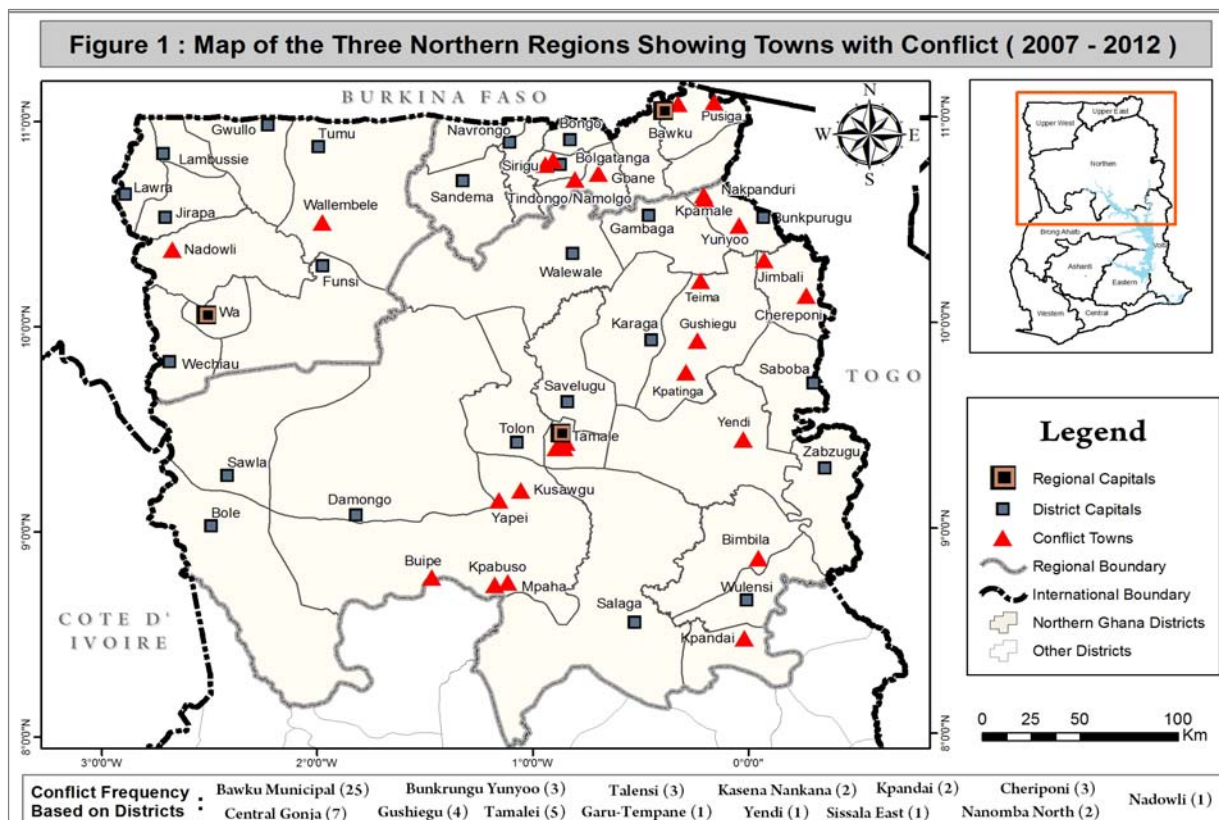 Figure 1 : Map of the Three Northern Regions Showing Towns with Conflict ( 2007 - 2012 )
BURKINA FASO
N
W E
S
11°0'0"N
11°0'0"N
Gwullo
Tumu
Navrongo
Bongo
Bawku
Pusiga
Lambussie
Sirigu
Bolgatanga
Gbane
Lawra
Sandema
Tindongo/Namolgo
Nakpanduri
Jirapa
Wallembele
Kpamale
Bunkpurugu
Gambaga
Yunyoo
Nadowli
Walewale
Jimbali
Funsi
Teima
Chereponi
Wa
10°0'0"N
10°0'0"N
Karaga
Gushiegu
Wechiau
Saboba
TOGO
Kpatinga
Savelugu
Tolon
Tamale
Yendi
Zabzugu
Sawla
Kusawgu
Damongo
Yapei
Bole
9°0'0"N
9°0'0"N
Bimbila
Buipe
Kpabuso
Mpaha
Wulensi
Salaga
COTE D'
IVOIRE
Kpandai
8°0'0"N
8°0'0"N
3°0'0"W
2°0'0"W
1°0'0"W
0°0'0"
Upper West
Upper East
Northern
Brong Ahafo
Volta
Ashanti
Eastern
Western
Central
Legend
Regional Capitals
District Capitals
Conflict Towns
Regional Boundary
International Boundary
Northern Ghana Districts
Other Districts
0 25 50 100
Km
Conflict Frequency
Based on Districts :
Bawku Municipal (25) Bunkrungu Yunyoo (3) Talensi (3) Kasena Nankana (2) Kpandai (2) Cheriponi (3) Nadowli (1)
Central Gonja (7) Gushiegu (4) Tamalei (5) Garu-Tempane (1) Yendi (1) Sissala East (1) Nanomba North (2)